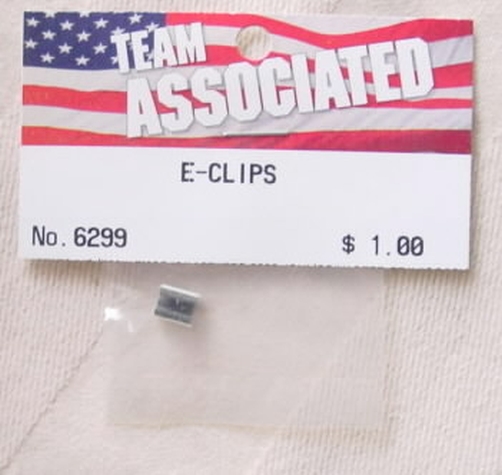 TEAM
ASSOCIATED
E-CLIPS
No. 6299 $ 1.00